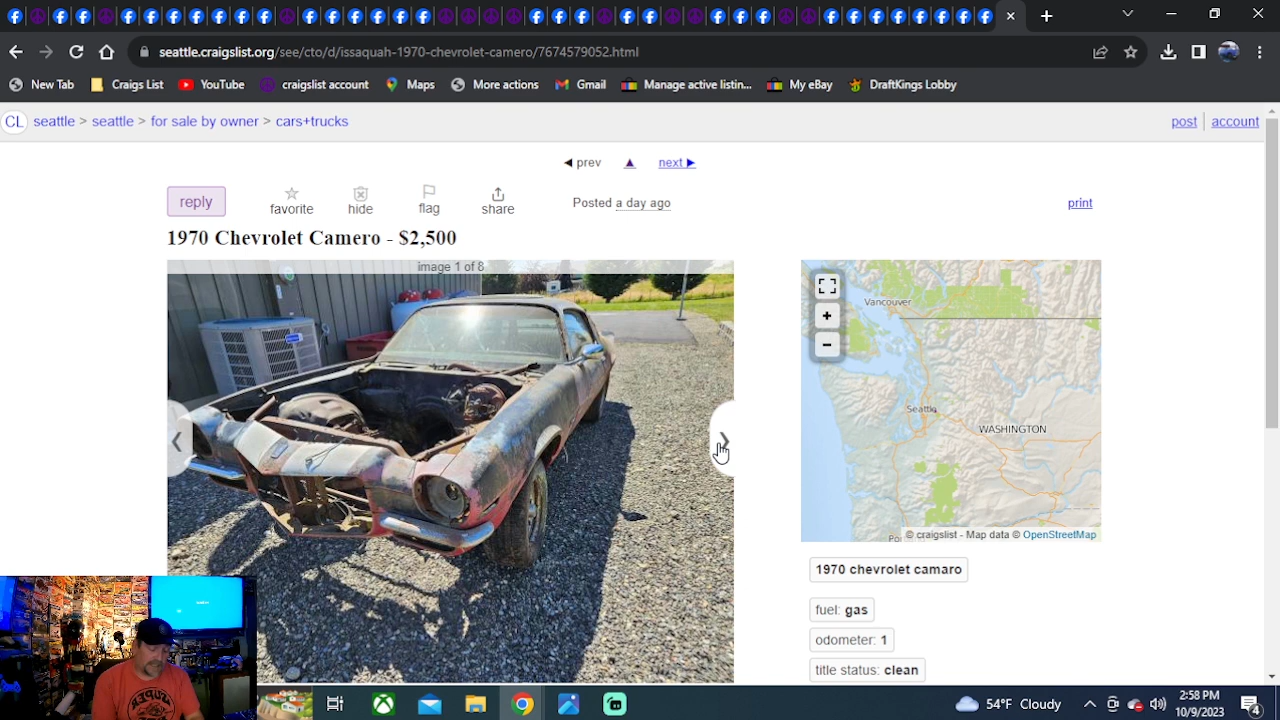 seattle.craigslist.org/see/cto/d/issaquah-1970-chevrolet-camero/7674579052.html
New Tab
Craigs List
YouTube
craigslist account
Maps
More actions
Gmail
Manage active listin...
My eBay
DraftKings Lobby
CL seattle > seattle > for sale by owner > cars+trucks
post
account
◄ prev
▲
next ►
reply
favorite
hide
flag
share
Posted a day ago
print
1970 Chevrolet Camero - $2,500
image 1 of 8
Vancouver
Seattle
WASHINGTON
© craigslist - Map data © OpenStreetMap
1970 chevrolet camaro
fuel: gas
odometer: 1
title status: clean
54°F Cloudy
2:58 PM
10/9/2023
4